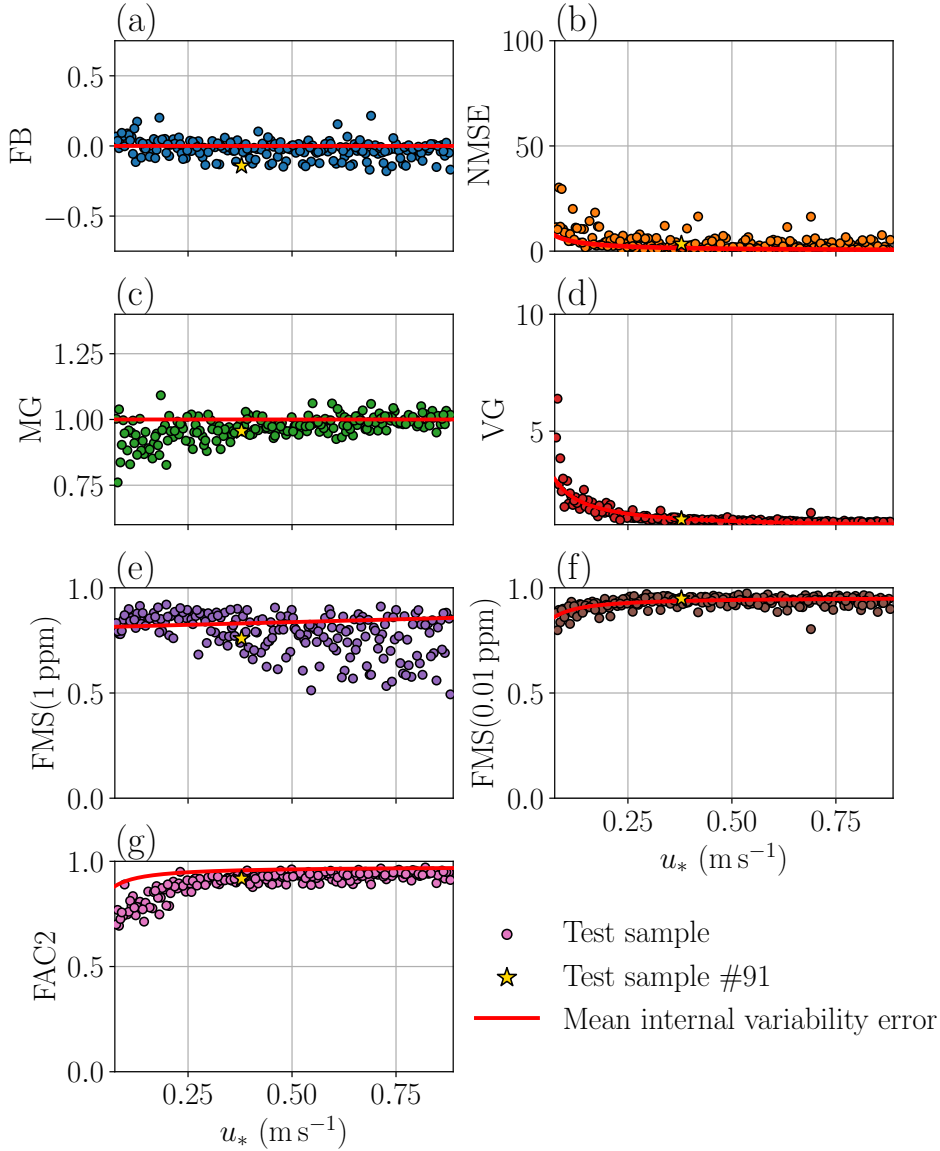 (a)
0.5
0.0
−0.5
FB
(b)
100
50
0
NMSE
(c)
1.25
1.00
0.75
MG
(d)
10
5
VG
(e)
1.0
0.5
0.0
FMS(1 ppm)
(f)
1.0
0.5
0.0
FMS(0.01 ppm)
0.25 0.50 0.75
u* (m s⁻¹)
(g)
1.0
0.5
0.0
FAC2
0.25 0.50 0.75
u* (m s⁻¹)
Test sample
Test sample #91
Mean internal variability error